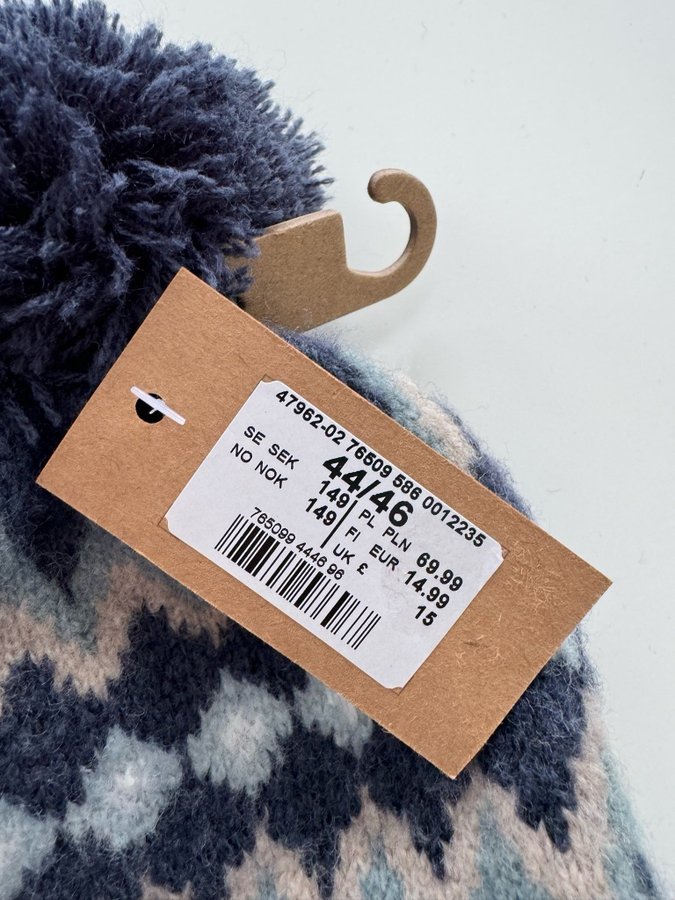 47962-02 76509 586 0012235
44/46
SE SEK 149
NO NOK 149
PL PLN 69.99
FI EUR 14.99
UK £ 15
765099 4446 96